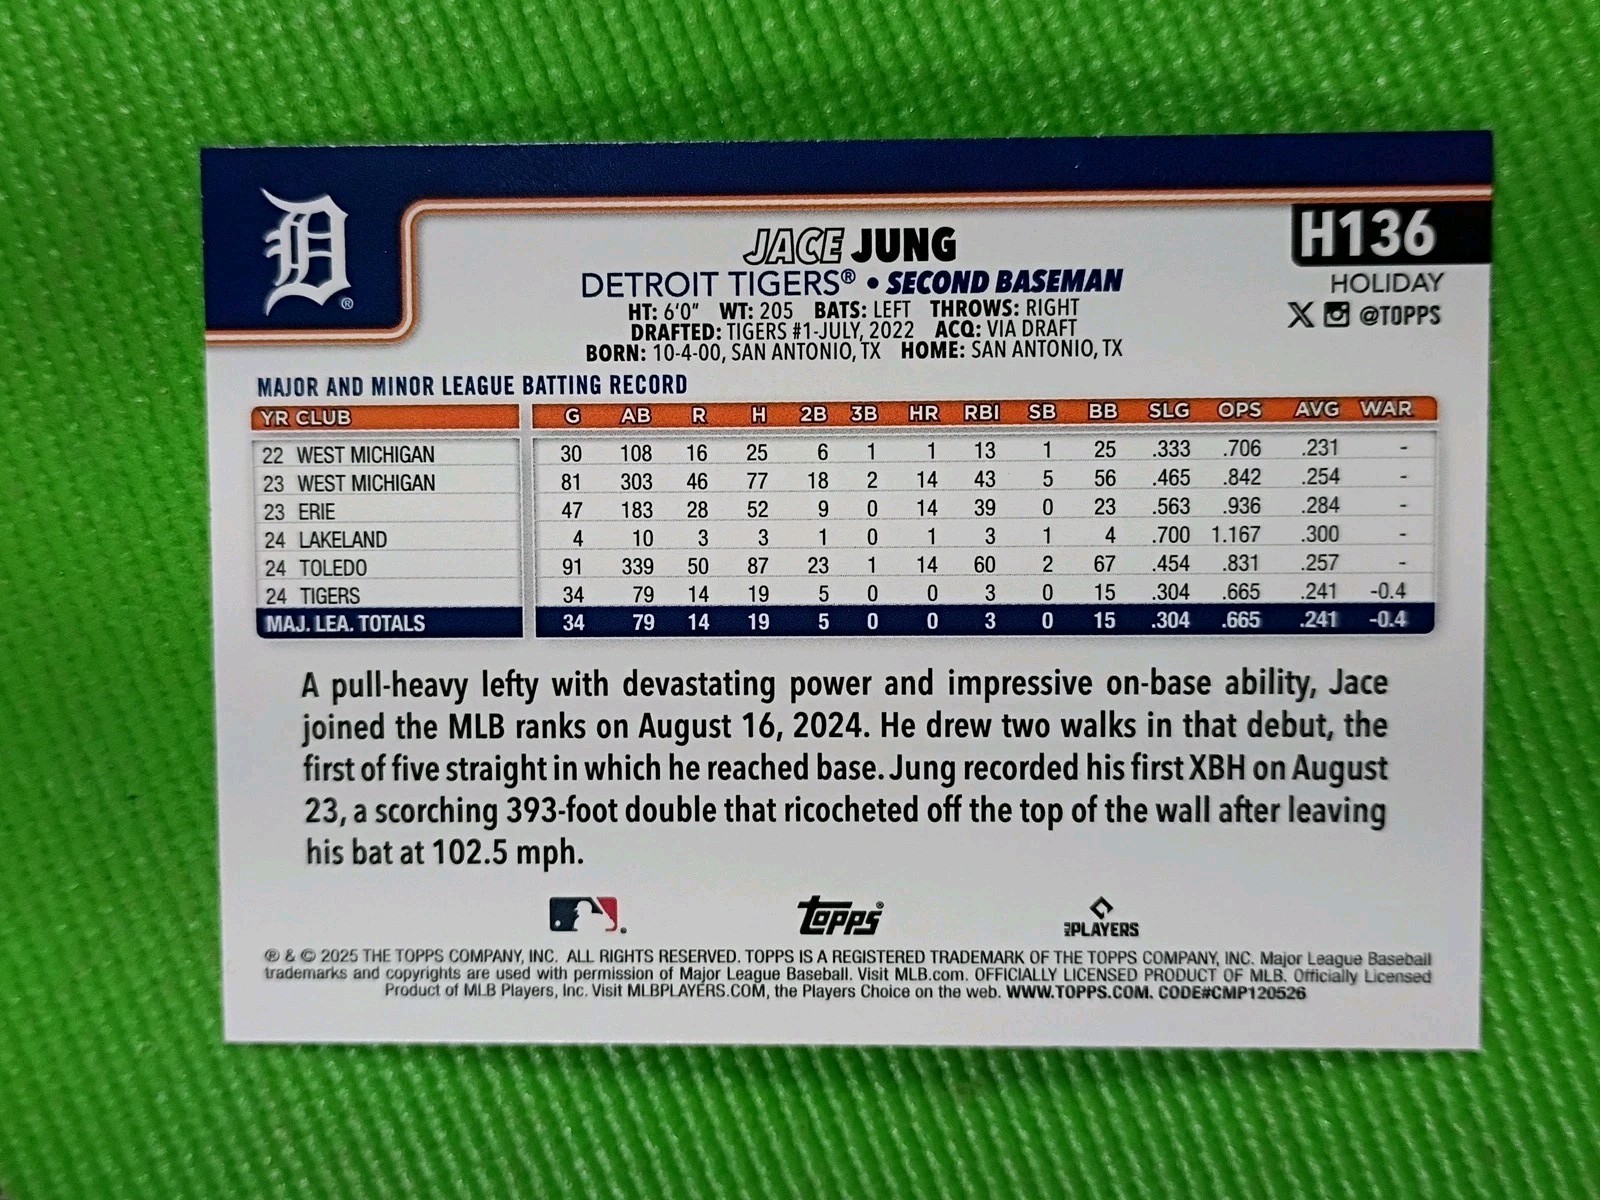 D ®
H136
HOLIDAY
X @TOPPS
JACE JUNG
DETROIT TIGERS® • SECOND BASEMAN
HT: 6'0" WT: 205 BATS: LEFT THROWS: RIGHT
DRAFTED: TIGERS #1-JULY, 2022 ACQ: VIA DRAFT
BORN: 10-4-00, SAN ANTONIO, TX HOME: SAN ANTONIO, TX
MAJOR AND MINOR LEAGUE BATTING RECORD
YR CLUB G AB R H 2B 3B HR RBI SB BB SLG OPS AVG WAR
22 WEST MICHIGAN 30 108 16 25 6 1 1 13 1 25 .333 .706 .231 -
23 WEST MICHIGAN 81 303 46 77 18 2 14 43 5 56 .465 .842 .254 -
23 ERIE 47 183 28 52 9 0 14 39 0 23 .563 .936 .284 -
24 LAKELAND 4 10 3 3 1 0 1 3 1 4 .700 1.167 .300 -
24 TOLEDO 91 339 50 87 23 1 14 60 2 67 .454 .831 .257 -
24 TIGERS 34 79 14 19 5 0 0 3 0 15 .304 .665 .241 -0.4
MAJ. LEA. TOTALS 34 79 14 19 5 0 0 3 0 15 .304 .665 .241 -0.4
A pull-heavy lefty with devastating power and impressive on-base ability, Jace
joined the MLB ranks on August 16, 2024. He drew two walks in that debut, the
first of five straight in which he reached base. Jung recorded his first XBH on August
23, a scorching 393-foot double that ricocheted off the top of the wall after leaving
his bat at 102.5 mph.
topps® MLB PLAYERS
® & © 2025 THE TOPPS COMPANY, INC. ALL RIGHTS RESERVED. TOPPS IS A REGISTERED TRADEMARK OF THE TOPPS COMPANY, INC. Major League Baseball
trademarks and copyrights are used with permission of Major League Baseball. Visit MLB.com. OFFICIALLY LICENSED PRODUCT OF MLB. Officially Licensed
Product of MLB Players, Inc. Visit MLBPLAYERS.COM, the Players Choice on the web. WWW.TOPPS.COM. CODE#CMP120526